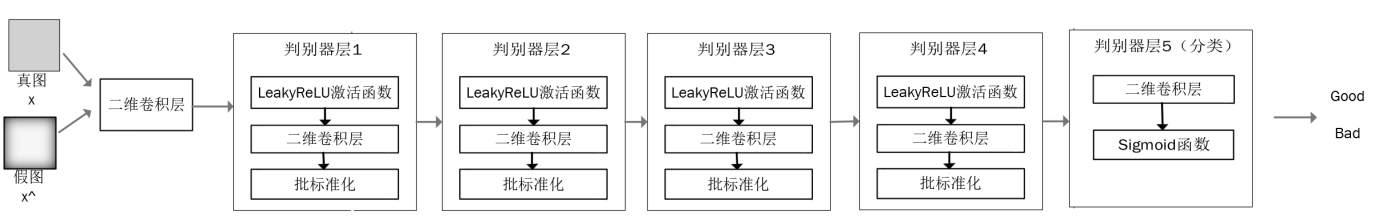 真图
x
假图
x^
二维卷积层
判别器层1
LeakyReLU激活函数
二维卷积层
批标准化
判别器层2
LeakyReLU激活函数
二维卷积层
批标准化
判别器层3
LeakyReLU激活函数
二维卷积层
批标准化
判别器层4
LeakyReLU激活函数
二维卷积层
批标准化
判别器层5（分类）
二维卷积层
Sigmoid函数
Good
Bad